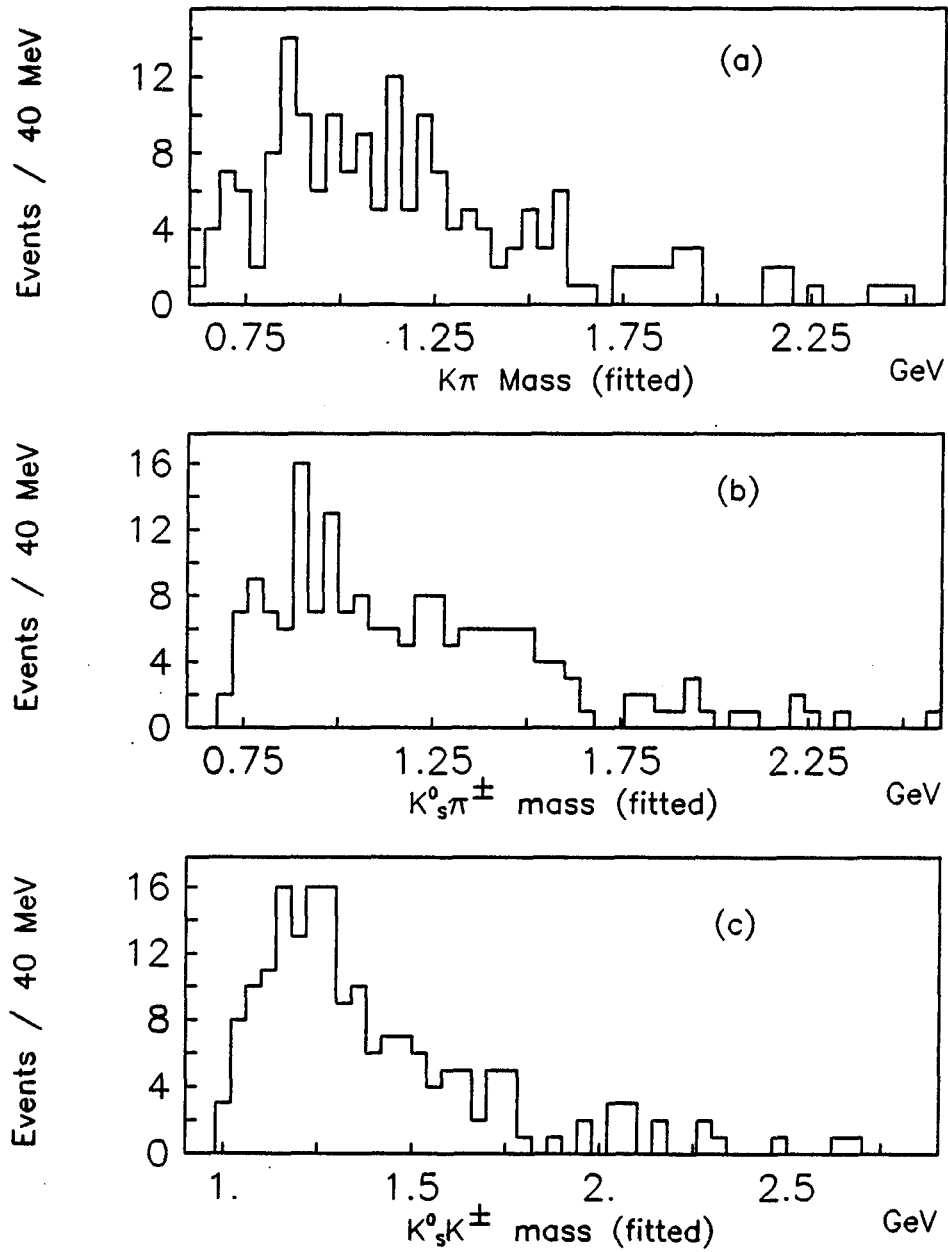 Events / 40 MeV
12
8
4
0
(a)
0.75 1.25 1.75 2.25
Kπ Mass (fitted) GeV
Events / 40 MeV
16
12
8
4
0
(b)
0.75 1.25 1.75 2.25
K⁰ₛπ± mass (fitted) GeV
Events / 40 MeV
16
12
8
4
0
(c)
1. 1.5 2. 2.5
K⁰ₛK± mass (fitted) GeV